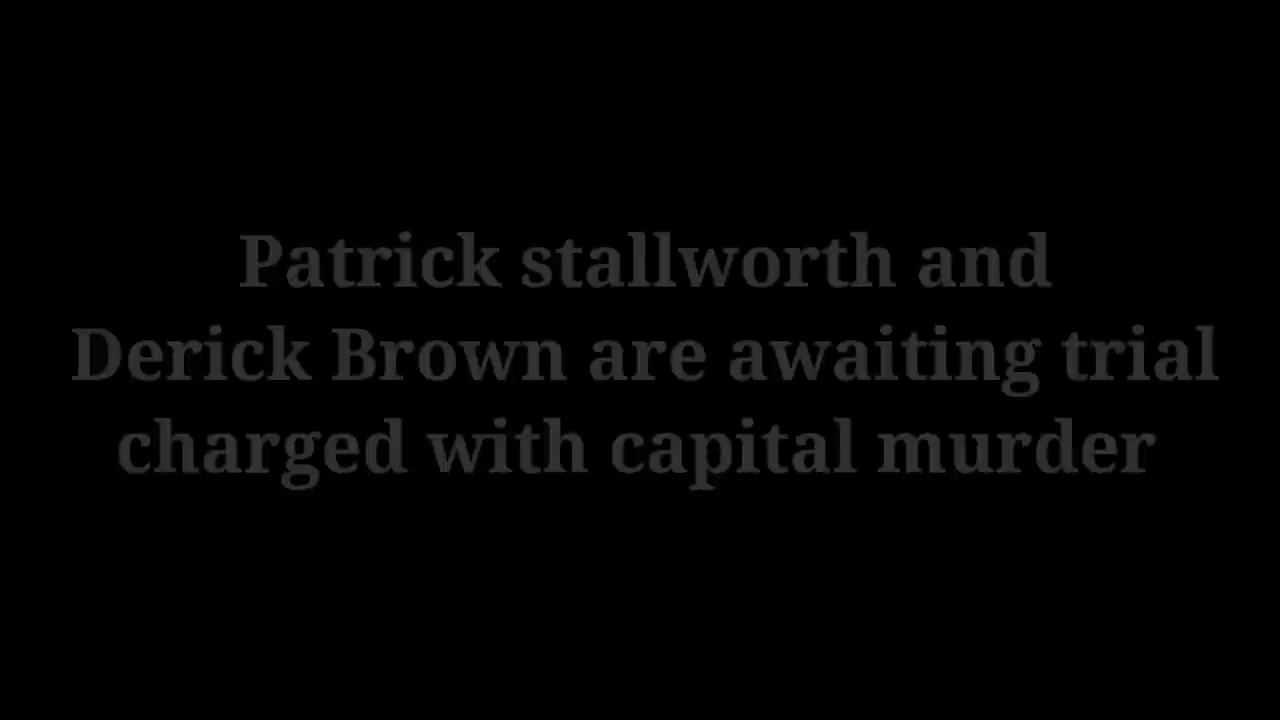 Patrick stallworth and
Derick Brown are awaiting trial
charged with capital murder